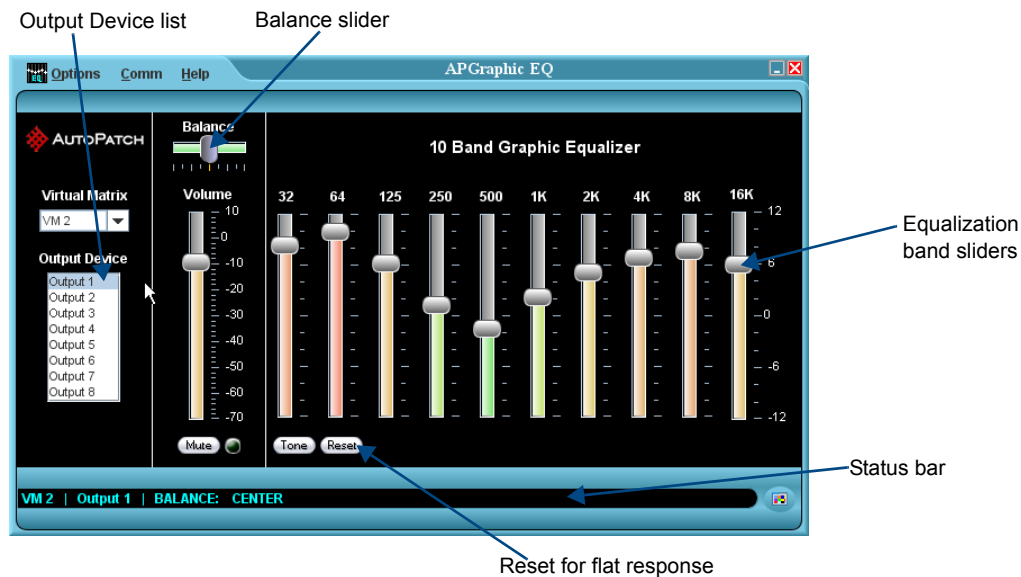 Output Device list
Balance slider
EQ
Options Comm Help
APGraphic EQ
AUTOPATCH
Balance
10 Band Graphic Equalizer
Virtual Matrix
VM 2
Volume
10
0
-10
-20
-30
-40
-50
-60
-70
32 64 125 250 500 1K 2K 4K 8K 16K
12
6
0
-6
-12
Equalization
band sliders
Output Device
Output 1
Output 2
Output 3
Output 4
Output 5
Output 6
Output 7
Output 8
Mute
Tone
Reset
Status bar
VM 2 | Output 1 | BALANCE: CENTER
Reset for flat response